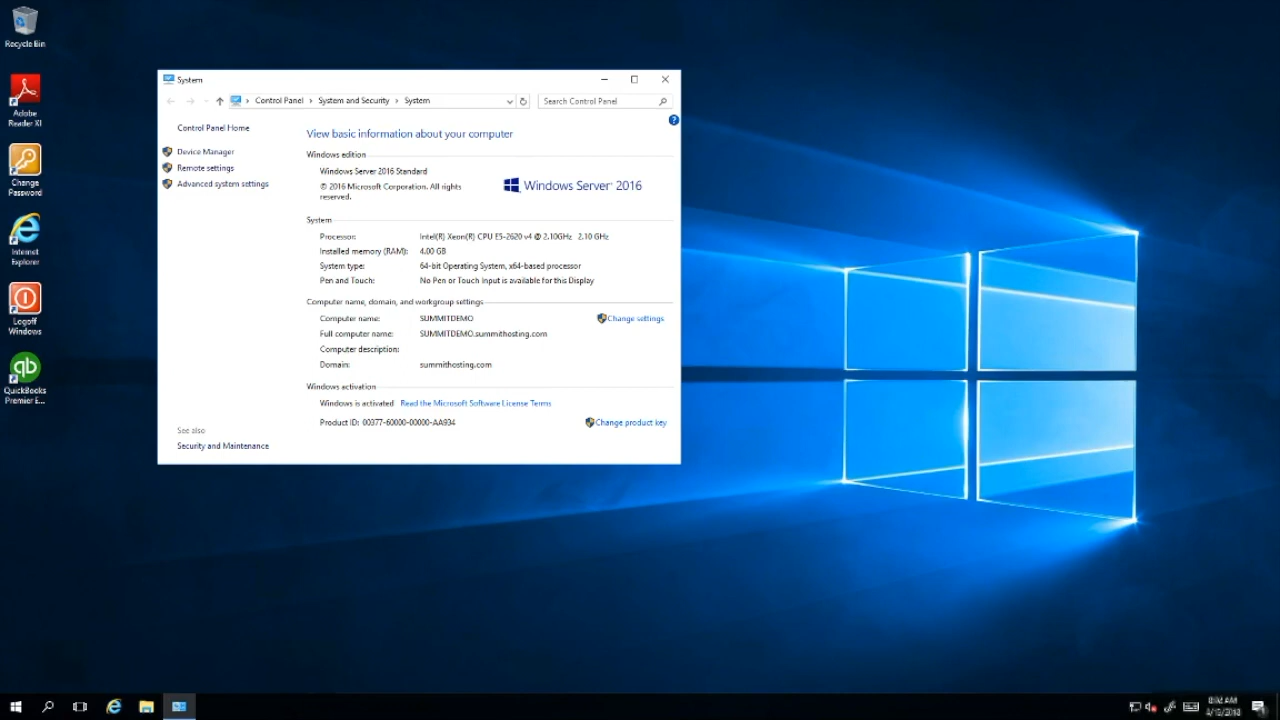 Recycle Bin
Adobe
Reader XI
Change
Password
Internet
Explorer
Logoff
Windows
QuickBooks
Premier E...
System
Control Panel > System and Security > System
Search Control Panel
Control Panel Home
Device Manager
Remote settings
Advanced system settings
See also
Security and Maintenance
View basic information about your computer
Windows edition
Windows Server 2016 Standard
© 2016 Microsoft Corporation. All rights
reserved.
Windows Server® 2016
System
Processor: Intel(R) Xeon(R) CPU E5-2620 v4 @ 2.10GHz 2.10 GHz
Installed memory (RAM): 4.00 GB
System type: 64-bit Operating System, x64-based processor
Pen and Touch: No Pen or Touch Input is available for this Display
Computer name, domain, and workgroup settings
Computer name: SUMMITDEMO
Change settings
Full computer name: SUMMITDEMO.summithosting.com
Computer description:
Domain: summithosting.com
Windows activation
Windows is activated Read the Microsoft Software License Terms
Product ID: 00377-60000-00000-AA934
Change product key